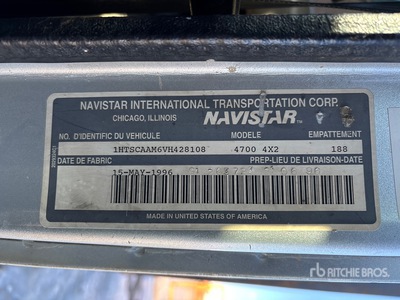 NAVISTAR INTERNATIONAL TRANSPORTATION CORP.
CHICAGO, ILLINOIS NAVISTAR
NO. D'IDENTIFIC DU VEHICULE MODELE EMPATTEMENT
1HTSCAAM6VH428108 4700 4X2 188
DATE DE FABRIC PREP-LIEU DE LIVRAISON-DATE
15-MAY-1996
MADE IN UNITED STATES OF AMERICA
rb RITCHIE BROS.